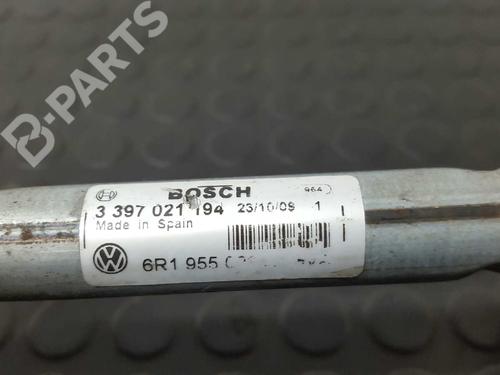 B-PARTS
BOSCH 964
3 397 021 194 23/10/09 1
Made in Spain
6R1 955